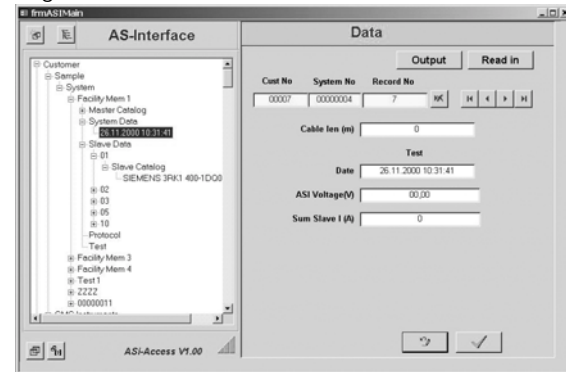 frmASIMain
AS-Interface
Customer
Sample
System
Facility Mem 1
Master Catalog
System Data
26.11.2000 10:31:41
Slave Data
01
Slave Catalog
SIEMENS 3RK1 400-1DQ0
02
03
05
10
Protocol
Test
Facility Mem 3
Facility Mem 4
Test1
ZZZZ
00000011
ASi-Access V1.00
Data
Output Read in
Cust No System No Record No
00007 00000004 7
Cable len (m) 0
Test
Date 26.11.2000 10:31:41
ASI Voltage(V) 00,00
Sum Slave I (A) 0